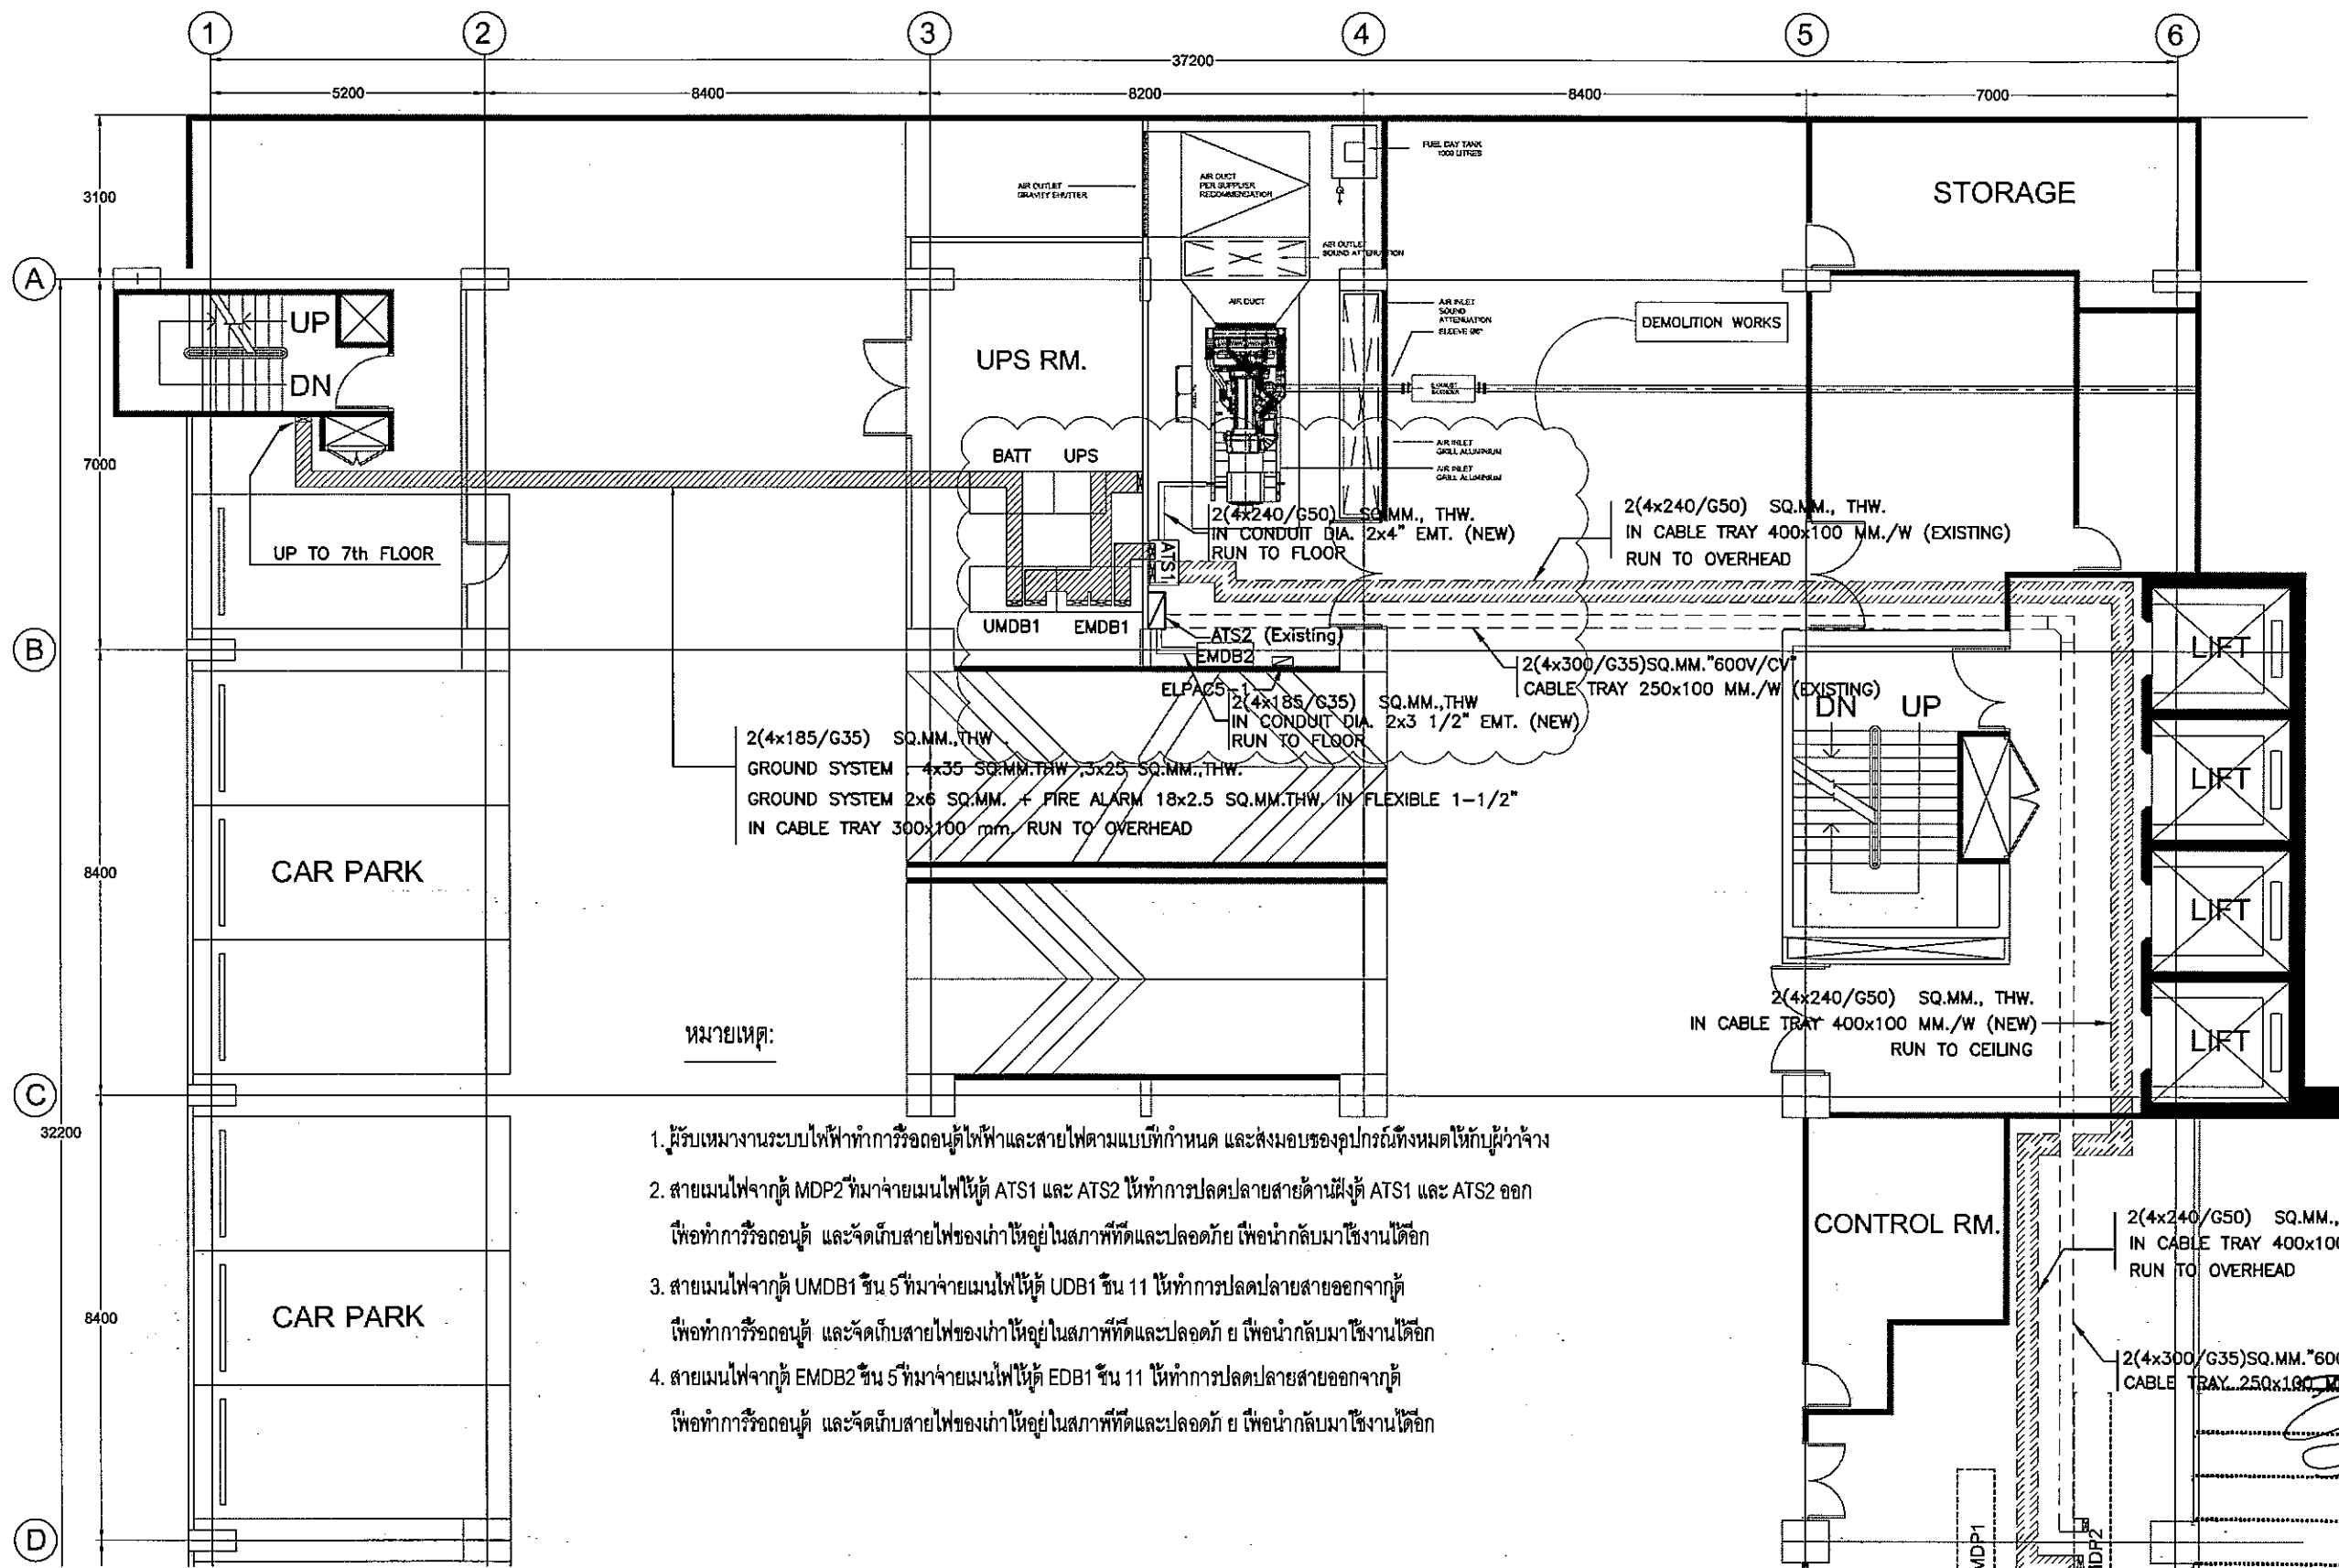 1 2 3 4 5 6
37200
5200 8400 8200 8400 7000
3100
A
7000
B
8400
C
32200
8400
D
AIR OUTLET
GRAVITY SHUTTER
AIR DUCT
PER SUPPLIER
RECOMMENDATION
FUEL DAY TANK
1000 LITRES
STORAGE
AIR OUTLET
SOUND ATTENUATION
AIR DUCT
AIR INLET
SOUND
ATTENUATION
DEMOLITION WORKS
UP
DN
UPS RM.
AIR INLET
GRILL ALUMINIUM
AIR INLET
GRILL ALUMINIUM
BATT UPS
2(4x240/G50) SQ.MM., THW.
IN CONDUIT DIA. 2x4" EMT. (NEW)
RUN TO FLOOR
2(4x240/G50) SQ.MM., THW.
IN CABLE TRAY 400x100 MM./W (EXISTING)
RUN TO OVERHEAD
UP TO 7th FLOOR
ATS1
UMDB1 EMDB1
ATS2 (Existing)
EMDB2
ELPAC5-1
2(4x300/G35)SQ.MM."600V/CV"
CABLE TRAY 250x100 MM./W (EXISTING)
2(4x185/G35) SQ.MM.,THW
IN CONDUIT DIA. 2x3 1/2" EMT. (NEW)
RUN TO FLOOR
DN UP
LIFT
LIFT
LIFT
LIFT
2(4x185/G35) SQ.MM.,THW.
GROUND SYSTEM : 4x35 SQ.MM.THW ,3x25 SQ.MM.,THW.
GROUND SYSTEM 2x6 SQ.MM. + FIRE ALARM 18x2.5 SQ.MM.THW. IN FLEXIBLE 1-1/2"
IN CABLE TRAY 300x100 mm. RUN TO OVERHEAD
CAR PARK
2(4x240/G50) SQ.MM., THW.
IN CABLE TRAY 400x100 MM./W (NEW)
RUN TO CEILING
หมายเหตุ:
1. ผู้รับเหมางานระบบไฟฟ้าทำการรื้อถอนตู้ไฟฟ้าและสายไฟตามแบบที่กำหนด และส่งมอบของอุปกรณ์ทั้งหมดให้กับผู้ว่าจ้าง
2. สายเมนไฟจากตู้ MDP2 ที่มาจ่ายเมนไฟให้ตู้ ATS1 และ ATS2 ให้ทำการปลดปลายสายด้านฝั่งตู้ ATS1 และ ATS2 ออก
เพื่อทำการรื้อถอนตู้ และจัดเก็บสายไฟของเก่าให้อยู่ในสภาพที่ดีและปลอดภัย เพื่อนำกลับมาใช้งานได้อีก
3. สายเมนไฟจากตู้ UMDB1 ชั้น 5 ที่มาจ่ายเมนไฟให้ตู้ UDB1 ชั้น 11 ให้ทำการปลดปลายสายออกจากตู้
เพื่อทำการรื้อถอนตู้ และจัดเก็บสายไฟของเก่าให้อยู่ในสภาพที่ดีและปลอดภั ย เพื่อนำกลับมาใช้งานได้อีก
4. สายเมนไฟจากตู้ EMDB2 ชั้น 5 ที่มาจ่ายเมนไฟให้ตู้ EDB1 ชั้น 11 ให้ทำการปลดปลายสายออกจากตู้
เพื่อทำการรื้อถอนตู้ และจัดเก็บสายไฟของเก่าให้อยู่ในสภาพที่ดีและปลอดภั ย เพื่อนำกลับมาใช้งานได้อีก
CONTROL RM.
2(4x240/G50) SQ.MM.,
IN CABLE TRAY 400x100
RUN TO OVERHEAD
CAR PARK
2(4x300/G35)SQ.MM."600
CABLE TRAY 250x100
MDP1
MDP2